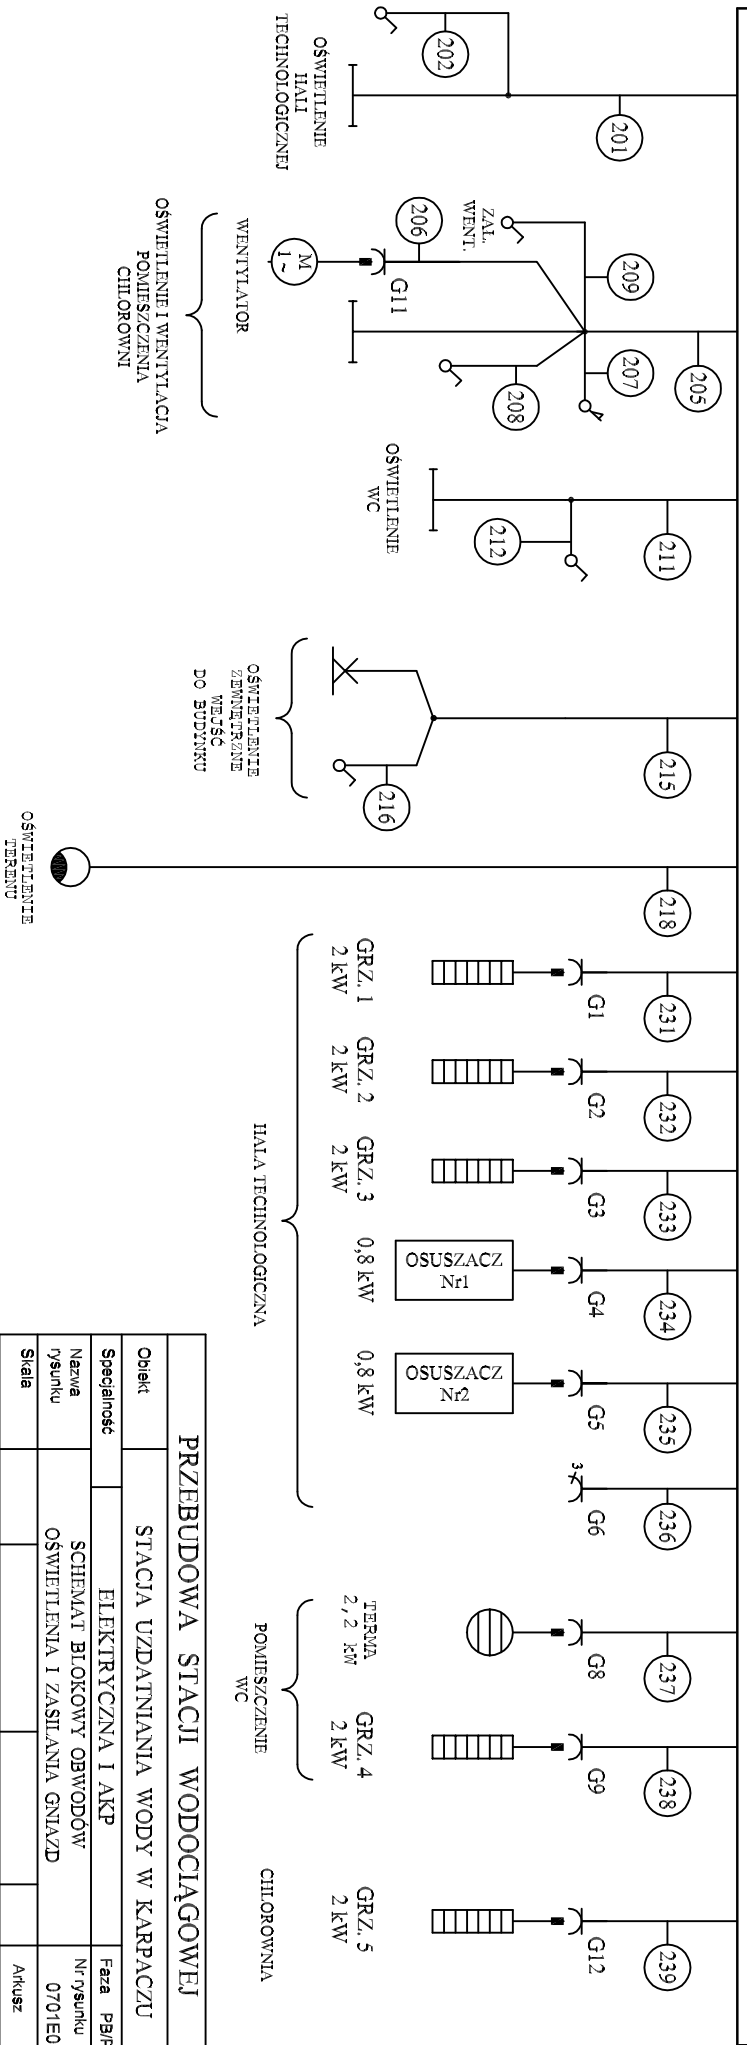 202
201
OŚWIETLENIE
HALI
TECHNOLOGICZNEJ
209
207
205
206
208
ZAŁ.
WENT.
G11
M
1~
WENTYLATOR
OŚWIETLENIE I WENTYLACJA
POMIESZCZENIA
CHLOROWNI
211
212
OŚWIETLENIE
WC
215
216
OŚWIETLENIE
ZEWNĘTRZNE
WEJŚĆ
DO BUDYNKU
218
OŚWIETLENIE
TERENU
231
G1
GRZ. 1
2 kW
232
G2
GRZ. 2
2 kW
233
G3
GRZ. 3
2 kW
234
G4
OSUSZACZ
Nr1
0,8 kW
235
G5
OSUSZACZ
Nr2
0,8 kW
236
G6
3
HALA TECHNOLOGICZNA
237
G8
TERMA
2,2 kW
238
G9
GRZ. 4
2 kW
POMIESZCZENIE
WC
239
G12
GRZ. 5
2 kW
CHLOROWNIA
PRZEBUDOWA STACJI WODOCIĄGOWEJ
Obiekt
STACJA UZDATNIANIA WODY W KARPACZU
Specjalność
ELEKTRYCZNA I AKP
Faza PB/P
Nazwa
rysunku
SCHEMAT BLOKOWY OBWODÓW
OŚWIETLENIA I ZASILANIA GNIAZD
Nr rysunku
0701E0
Skala
Arkusz